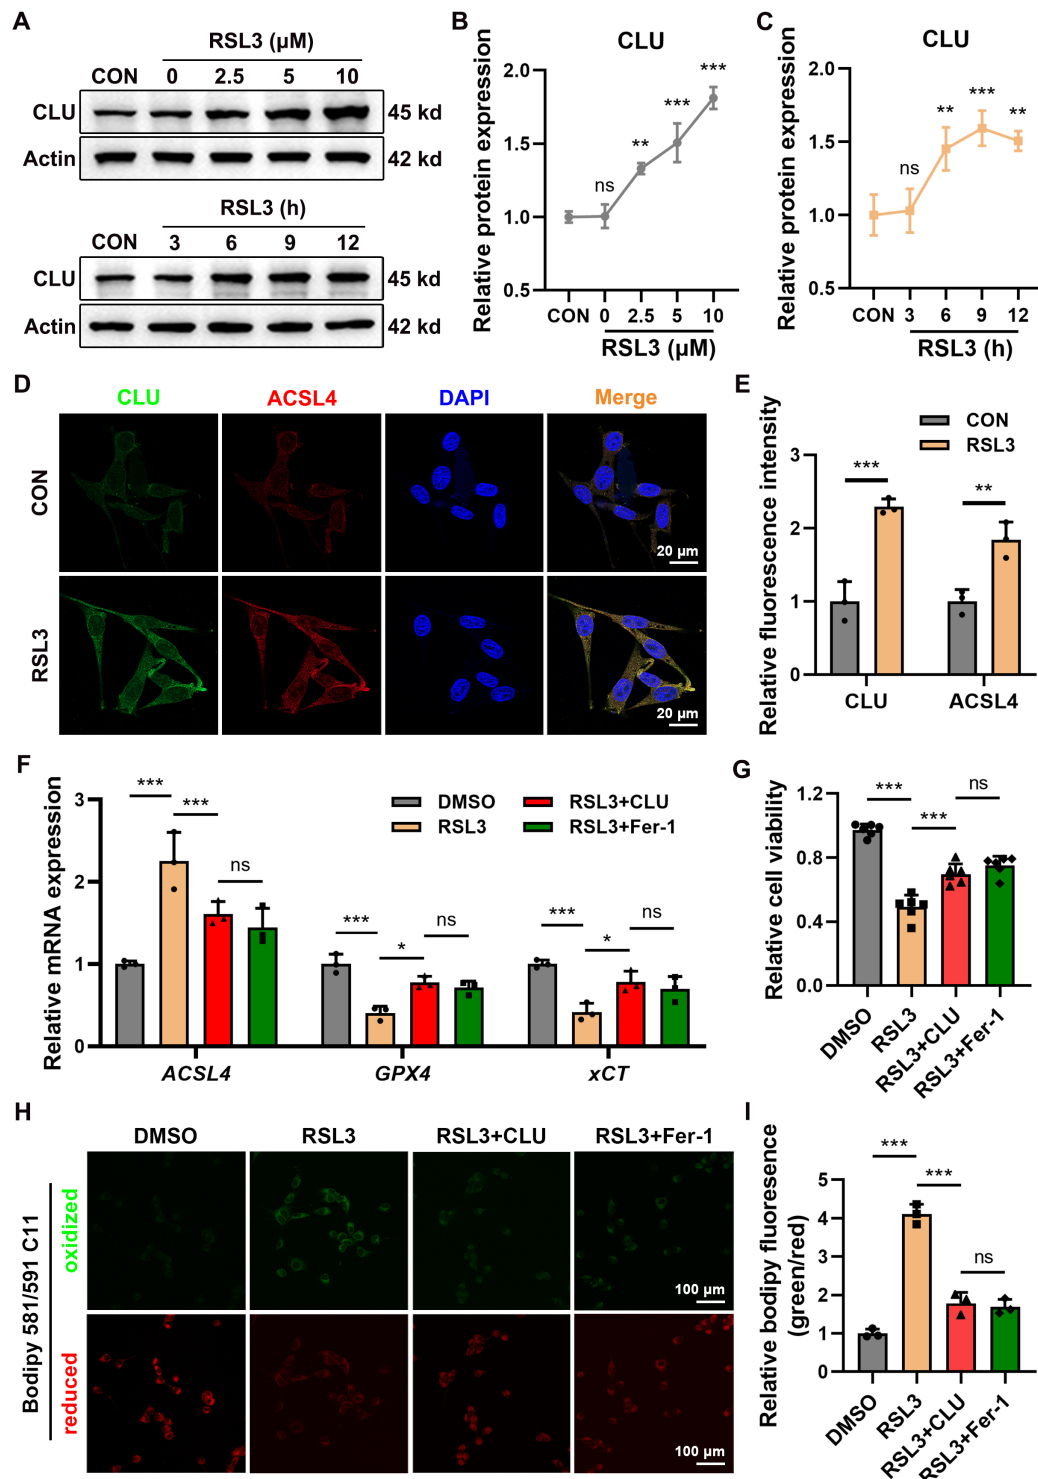 A
RSL3 (µM)
CON 0 2.5 5 10
CLU 45 kd
Actin 42 kd
RSL3 (h)
CON 3 6 9 12
CLU 45 kd
Actin 42 kd
B
CLU
Relative protein expression
2.0
1.5
1.0
0.5
ns ** *** ***
CON 0 2.5 5 10
RSL3 (µM)
C
CLU
Relative protein expression
2.0
1.5
1.0
0.5
ns ** *** **
CON 3 6 9 12
RSL3 (h)
D
CLU ACSL4 DAPI Merge
CON
20 µm
RSL3
20 µm
E
Relative fluorescence intensity
CON
RSL3
3
2
1
0
*** **
CLU ACSL4
F
Relative mRNA expression
DMSO RSL3+CLU
RSL3 RSL3+Fer-1
3
2
1
0
*** *** ns
*** * ns
*** * ns
ACSL4 GPX4 xCT
G
Relative cell viability
1.2
0.8
0.4
0.0
*** *** ns
DMSO RSL3 RSL3+CLU RSL3+Fer-1
H
DMSO RSL3 RSL3+CLU RSL3+Fer-1
Bodipy 581/591 C11
oxidized
100 µm
reduced
100 µm
I
Relative bodipy fluoresence
(green/red)
5
4
3
2
1
0
*** *** ns
DMSO RSL3 RSL3+CLU RSL3+Fer-1